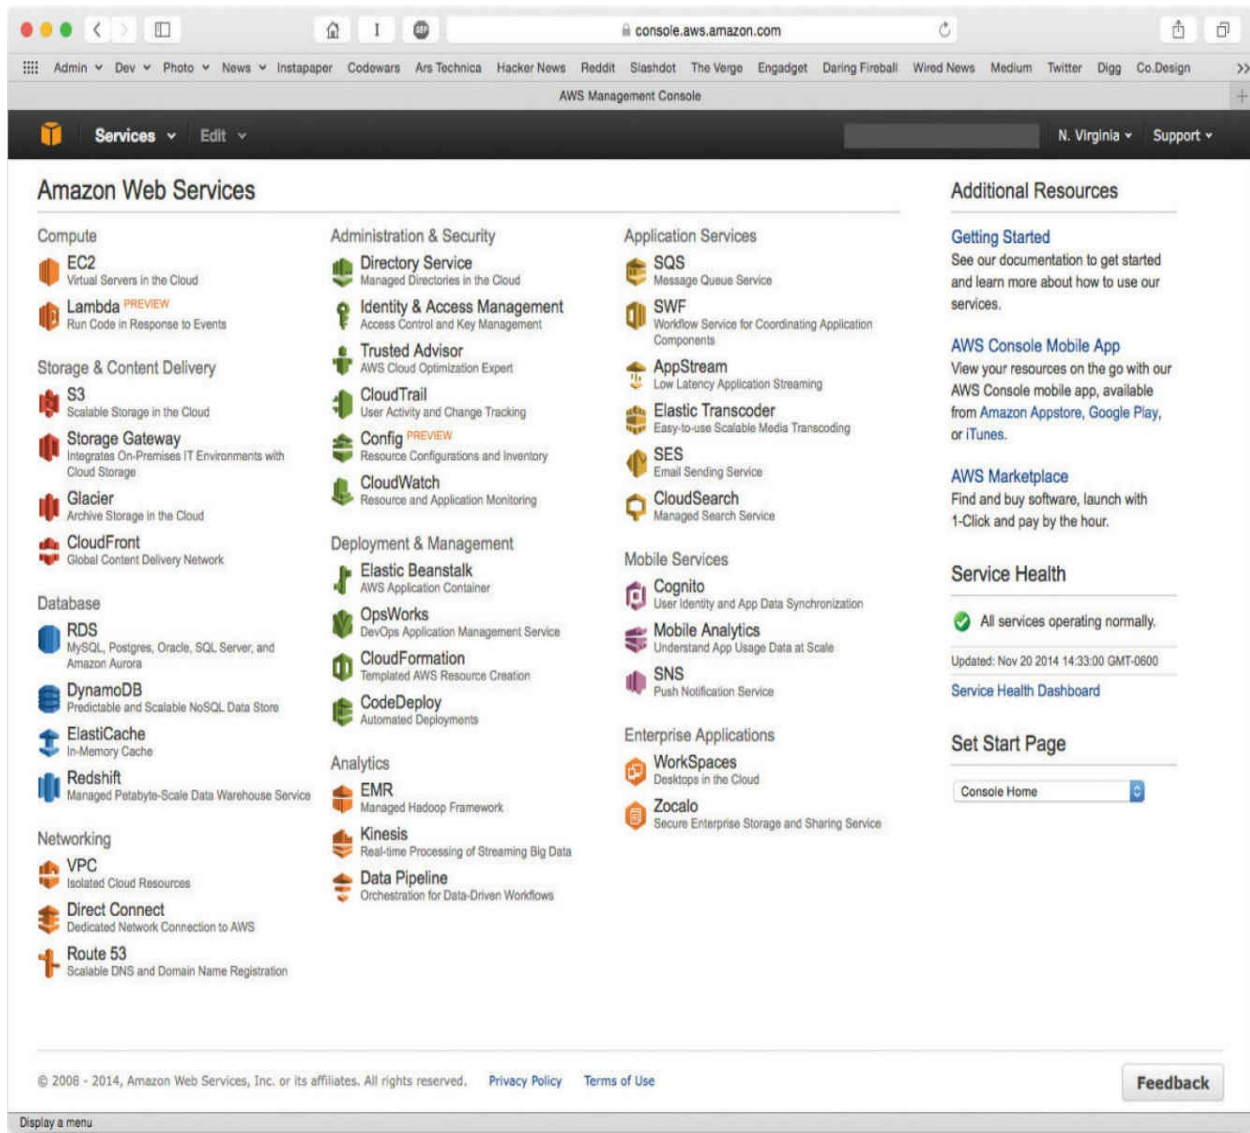 console.aws.amazon.com
Admin Dev Photo News Instapaper Codewars Ars Technica Hacker News Reddit Slashdot The Verge Engadget Daring Fireball Wired News Medium Twitter Digg Co.Design >>
AWS Management Console +
Services Edit N. Virginia Support
Amazon Web Services
Compute
EC2
Virtual Servers in the Cloud
Lambda PREVIEW
Run Code in Response to Events
Storage & Content Delivery
S3
Scalable Storage in the Cloud
Storage Gateway
Integrates On-Premises IT Environments with
Cloud Storage
Glacier
Archive Storage in the Cloud
CloudFront
Global Content Delivery Network
Database
RDS
MySQL, Postgres, Oracle, SQL Server, and
Amazon Aurora
DynamoDB
Predictable and Scalable NoSQL Data Store
ElastiCache
In-Memory Cache
Redshift
Managed Petabyte-Scale Data Warehouse Service
Networking
VPC
Isolated Cloud Resources
Direct Connect
Dedicated Network Connection to AWS
Route 53
Scalable DNS and Domain Name Registration
Administration & Security
Directory Service
Managed Directories in the Cloud
Identity & Access Management
Access Control and Key Management
Trusted Advisor
AWS Cloud Optimization Expert
CloudTrail
User Activity and Change Tracking
Config PREVIEW
Resource Configurations and Inventory
CloudWatch
Resource and Application Monitoring
Deployment & Management
Elastic Beanstalk
AWS Application Container
OpsWorks
DevOps Application Management Service
CloudFormation
Templated AWS Resource Creation
CodeDeploy
Automated Deployments
Analytics
EMR
Managed Hadoop Framework
Kinesis
Real-time Processing of Streaming Big Data
Data Pipeline
Orchestration for Data-Driven Workflows
Application Services
SQS
Message Queue Service
SWF
Workflow Service for Coordinating Application
Components
AppStream
Low Latency Application Streaming
Elastic Transcoder
Easy-to-use Scalable Media Transcoding
SES
Email Sending Service
CloudSearch
Managed Search Service
Mobile Services
Cognito
User Identity and App Data Synchronization
Mobile Analytics
Understand App Usage Data at Scale
SNS
Push Notification Service
Enterprise Applications
WorkSpaces
Desktops in the Cloud
Zocalo
Secure Enterprise Storage and Sharing Service
Additional Resources
Getting Started
See our documentation to get started
and learn more about how to use our
services.
AWS Console Mobile App
View your resources on the go with our
AWS Console mobile app, available
from Amazon Appstore, Google Play,
or iTunes.
AWS Marketplace
Find and buy software, launch with
1-Click and pay by the hour.
Service Health
All services operating normally.
Updated: Nov 20 2014 14:33:00 GMT-0600
Service Health Dashboard
Set Start Page
Console Home
© 2008 - 2014, Amazon Web Services, Inc. or its affiliates. All rights reserved. Privacy Policy Terms of Use Feedback
Display a menu